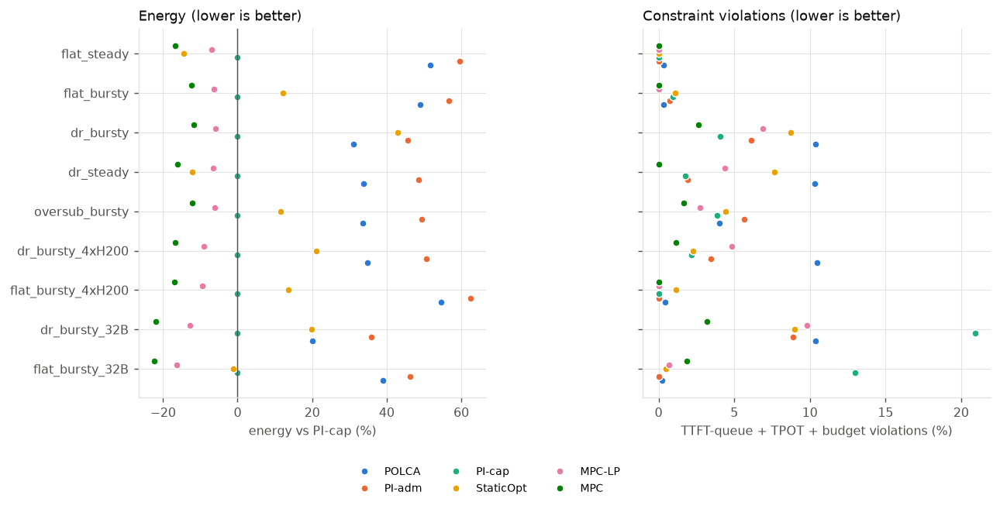 Energy (lower is better)
Constraint violations (lower is better)
flat_steady
flat_bursty
dr_bursty
dr_steady
oversub_bursty
dr_bursty_4xH200
flat_bursty_4xH200
dr_bursty_32B
flat_bursty_32B
−20 0 20 40 60
0 5 10 15 20
energy vs PI-cap (%)
TTFT-queue + TPOT + budget violations (%)
POLCA PI-cap MPC-LP
PI-adm StaticOpt MPC